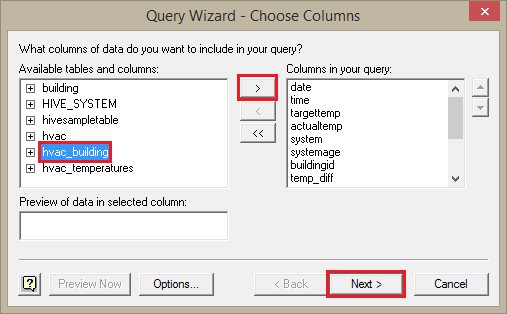 Query Wizard - Choose Columns
x
What columns of data do you want to include in your query?
Available tables and columns:
building
HIVE_SYSTEM
hivesampletable
hvac
hvac_building
hvac_temperatures
>
<
<<
Columns in your query:
date
time
targettemp
actualtemp
system
systemage
buildingid
temp_diff
Preview of data in selected column:
?
Preview Now
Options...
< Back
Next >
Cancel